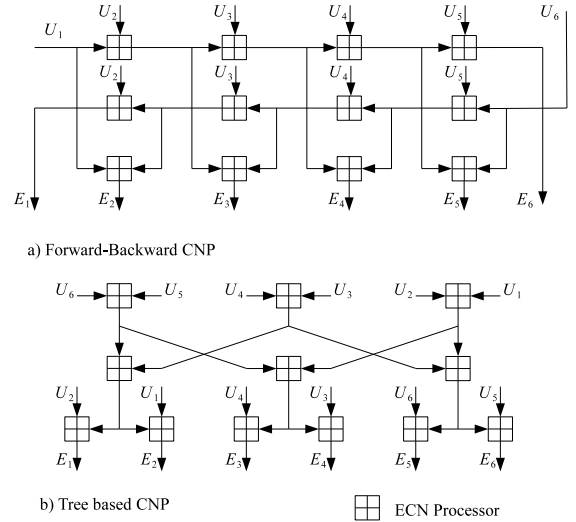 U₁ U₂ U₃ U₄ U₅ U₆
U₂ U₃ U₄ U₅
E₁ E₂ E₃ E₄ E₅ E₆
a) Forward-Backward CNP
U₆ U₅ U₄ U₃ U₂ U₁
U₂ U₁ U₄ U₃ U₆ U₅
E₁ E₂ E₃ E₄ E₅ E₆
b) Tree based CNP
ECN Processor